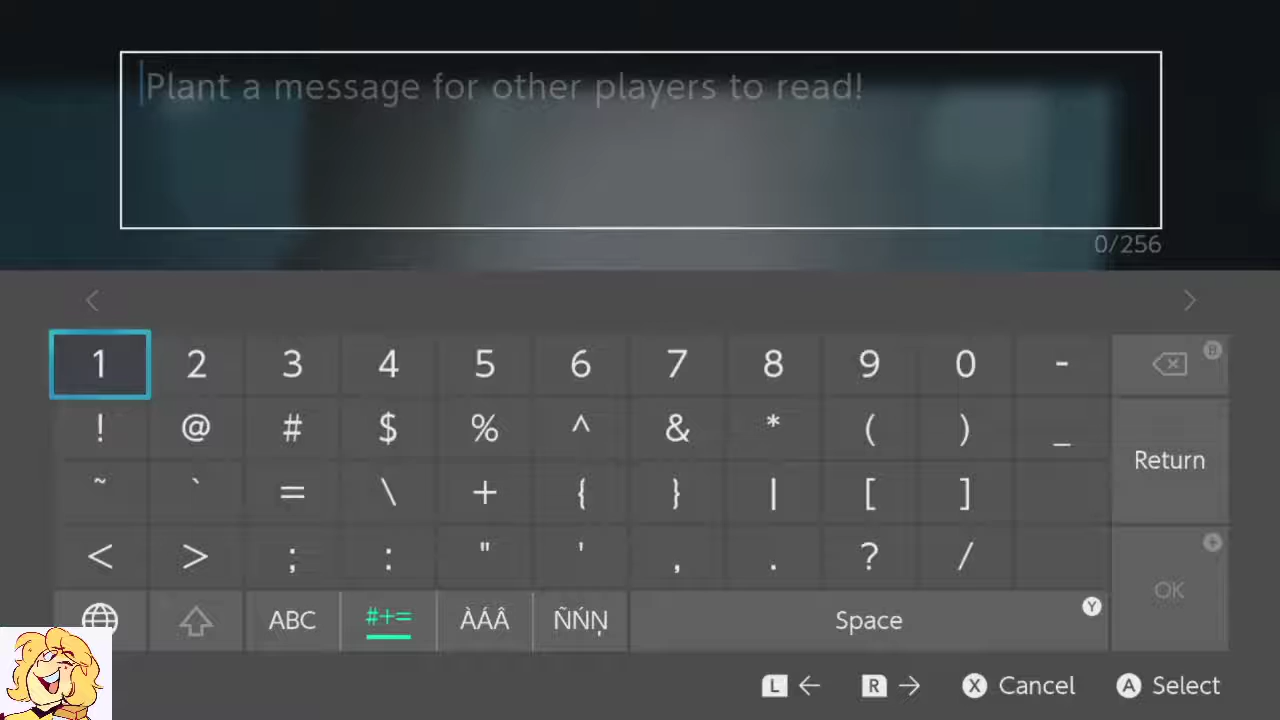 Plant a message for other players to read!
0/256
1 2 3 4 5 6 7 8 9 0 -
B
! @ # $ % ^ & * ( ) _
Return
~ ` = \ + { } | [ ]
< > ; : " ' , . ? /
+
OK
ABC #+= ÀÁÂ ÑŃŅ Space Y
L ← R → X Cancel A Select